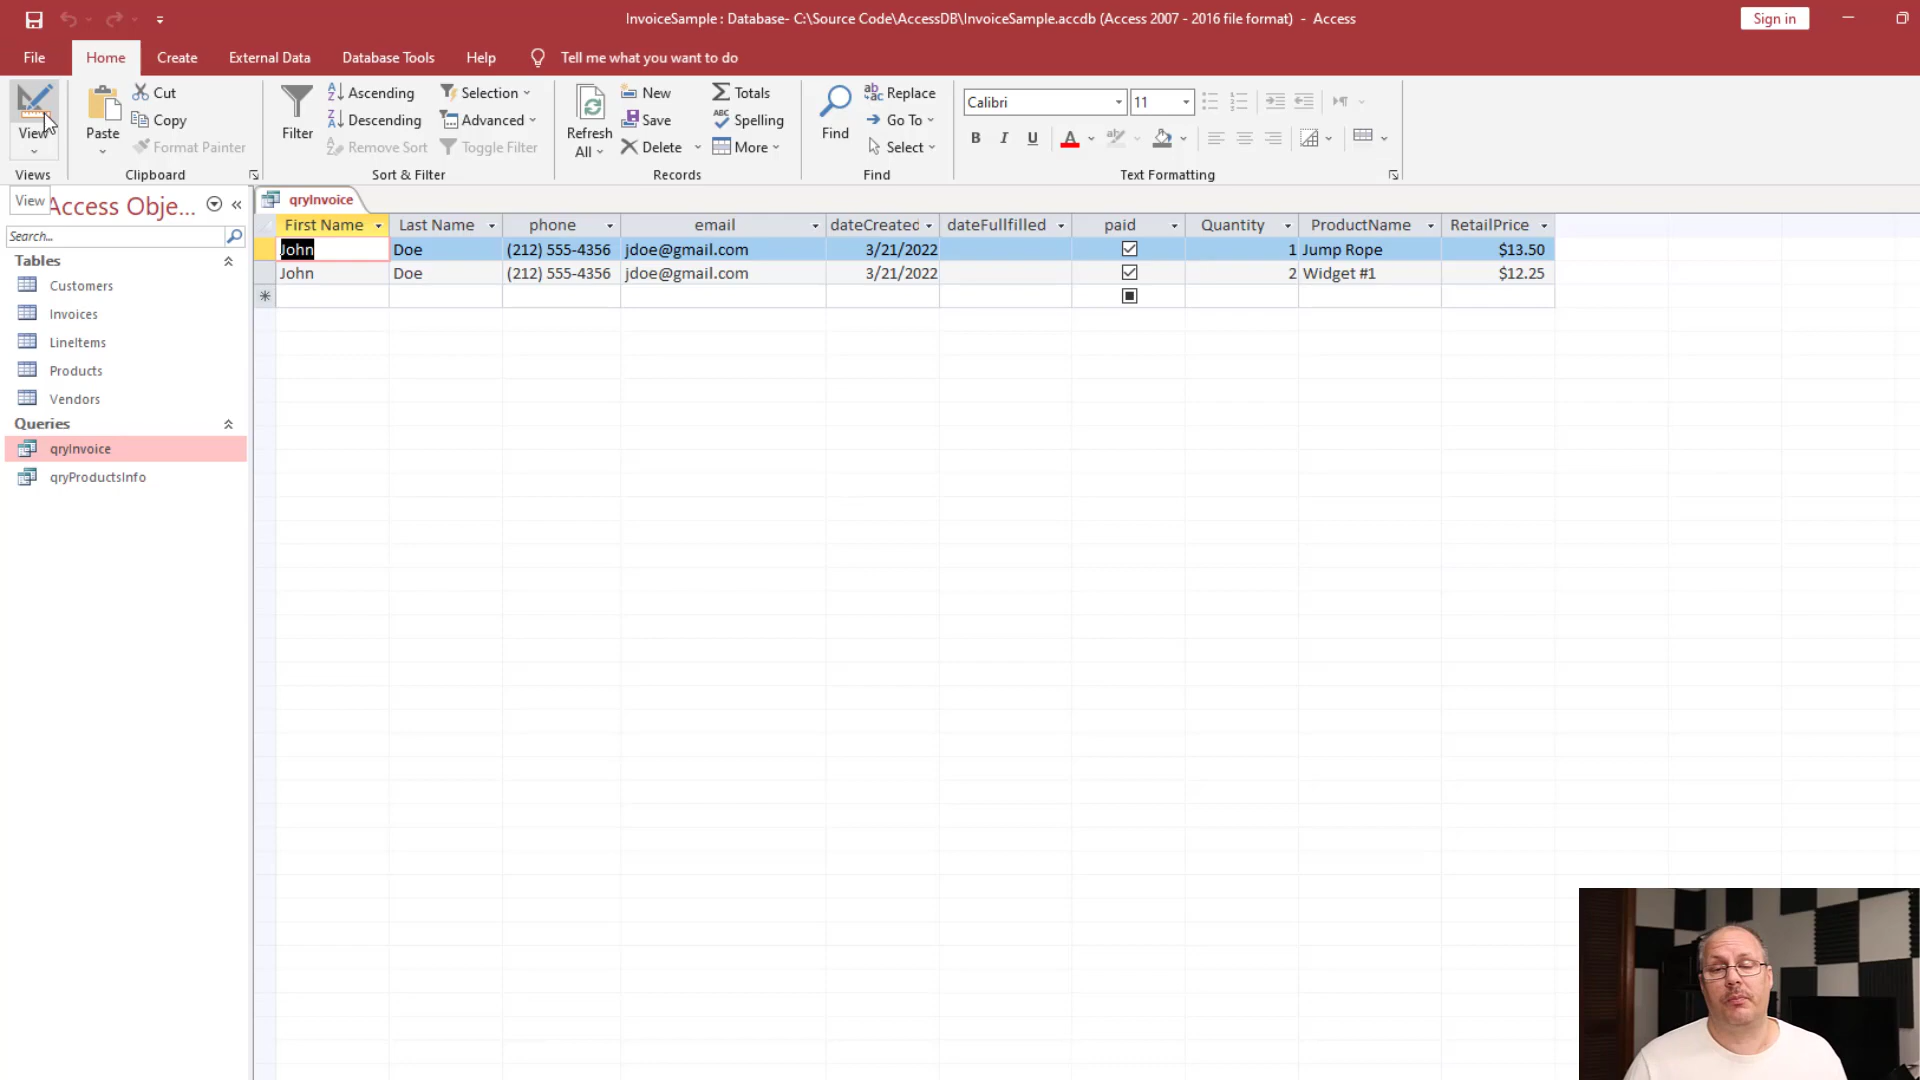 InvoiceSample : Database- C:\Source Code\AccessDB\InvoiceSample.accdb (Access 2007 - 2016 file format) - Access
Sign in
File Home Create External Data Database Tools Help Tell me what you want to do
View
Paste
Cut
Copy
Format Painter
Filter
Ascending
Descending
Remove Sort
Selection
Advanced
Toggle Filter
Refresh
All
New
Save
Delete
Totals
Spelling
More
Find
Replace
Go To
Select
Calibri 11
B I U A
Views Clipboard Sort & Filter Records Find Text Formatting
View
Access Obje...
Search...
Tables
Customers
Invoices
LineItems
Products
Vendors
Queries
qryInvoice
qryProductsInfo
qryInvoice
First Name Last Name phone email dateCreated dateFullfilled paid Quantity ProductName RetailPrice
John Doe (212) 555-4356 jdoe@gmail.com 3/21/2022 1 Jump Rope $13.50
John Doe (212) 555-4356 jdoe@gmail.com 3/21/2022 2 Widget #1 $12.25